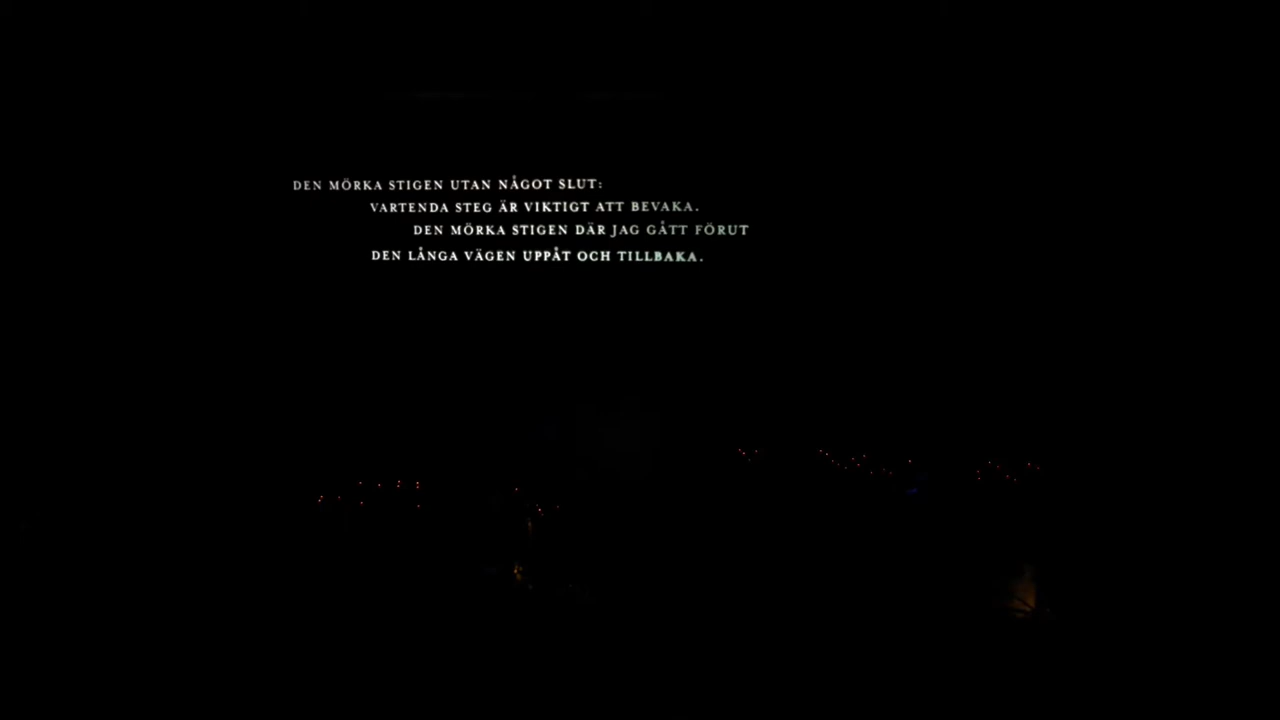 DEN MÖRKA STIGEN UTAN NÅGOT SLUT:
VARTENDA STEG ÄR VIKTIGT ATT BEVAKA.
DEN MÖRKA STIGEN DÄR JAG GÅTT FÖRUT
DEN LÅNGA VÄGEN UPPÅT OCH TILLBAKA.